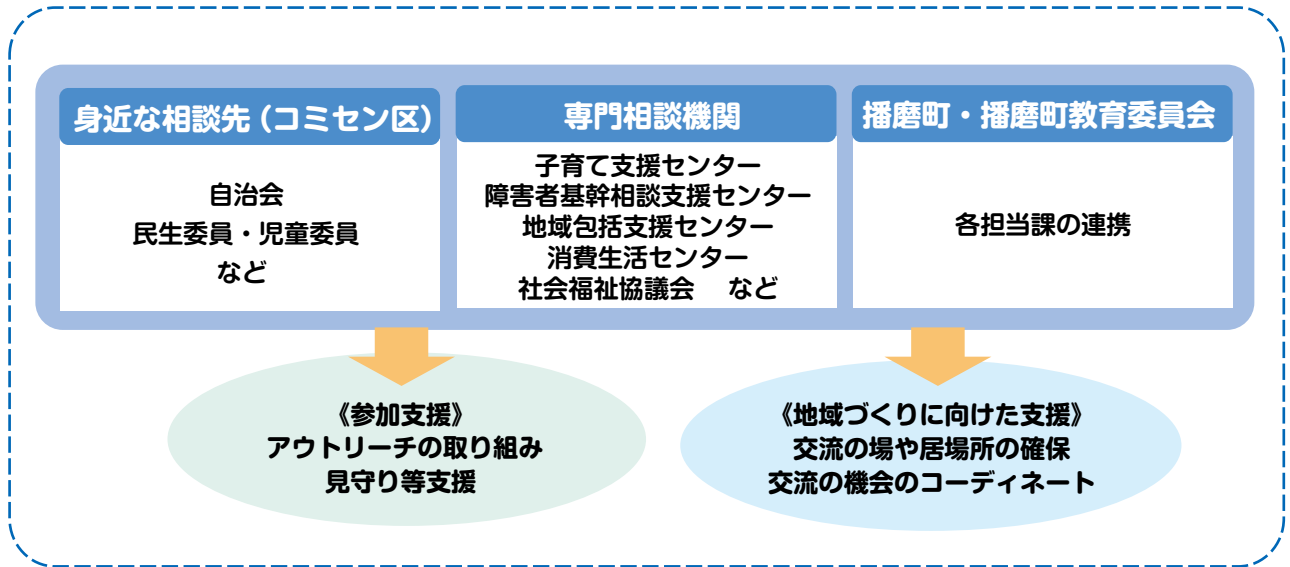 身近な相談先（コミセン区）
自治会
民生委員・児童委員
など
専門相談機関
子育て支援センター
障害者基幹相談支援センター
地域包括支援センター
消費生活センター
社会福祉協議会　など
播磨町・播磨町教育委員会
各担当課の連携
《参加支援》
アウトリーチの取り組み
見守り等支援
《地域づくりに向けた支援》
交流の場や居場所の確保
交流の機会のコーディネート